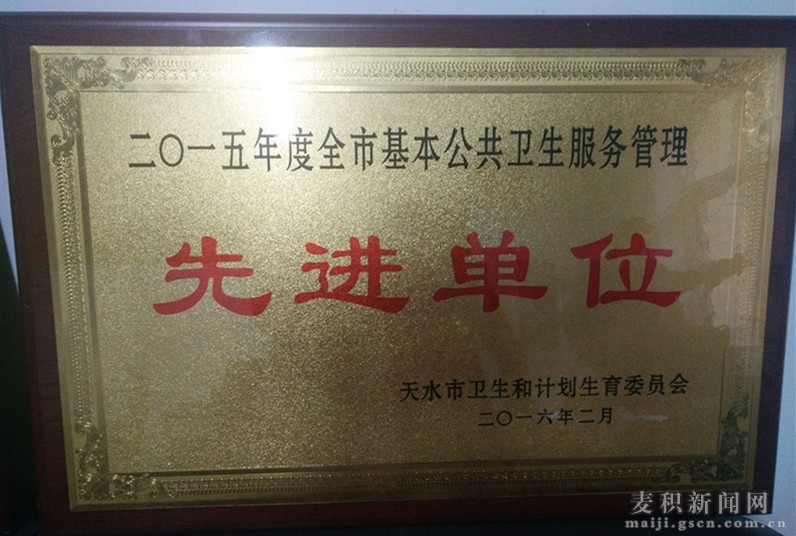 二〇一五年度全市基本公共卫生服务管理
先进单位
天水市卫生和计划生育委员会
二〇一六年二月
麦积新闻网
maiji.gscn.com.cn